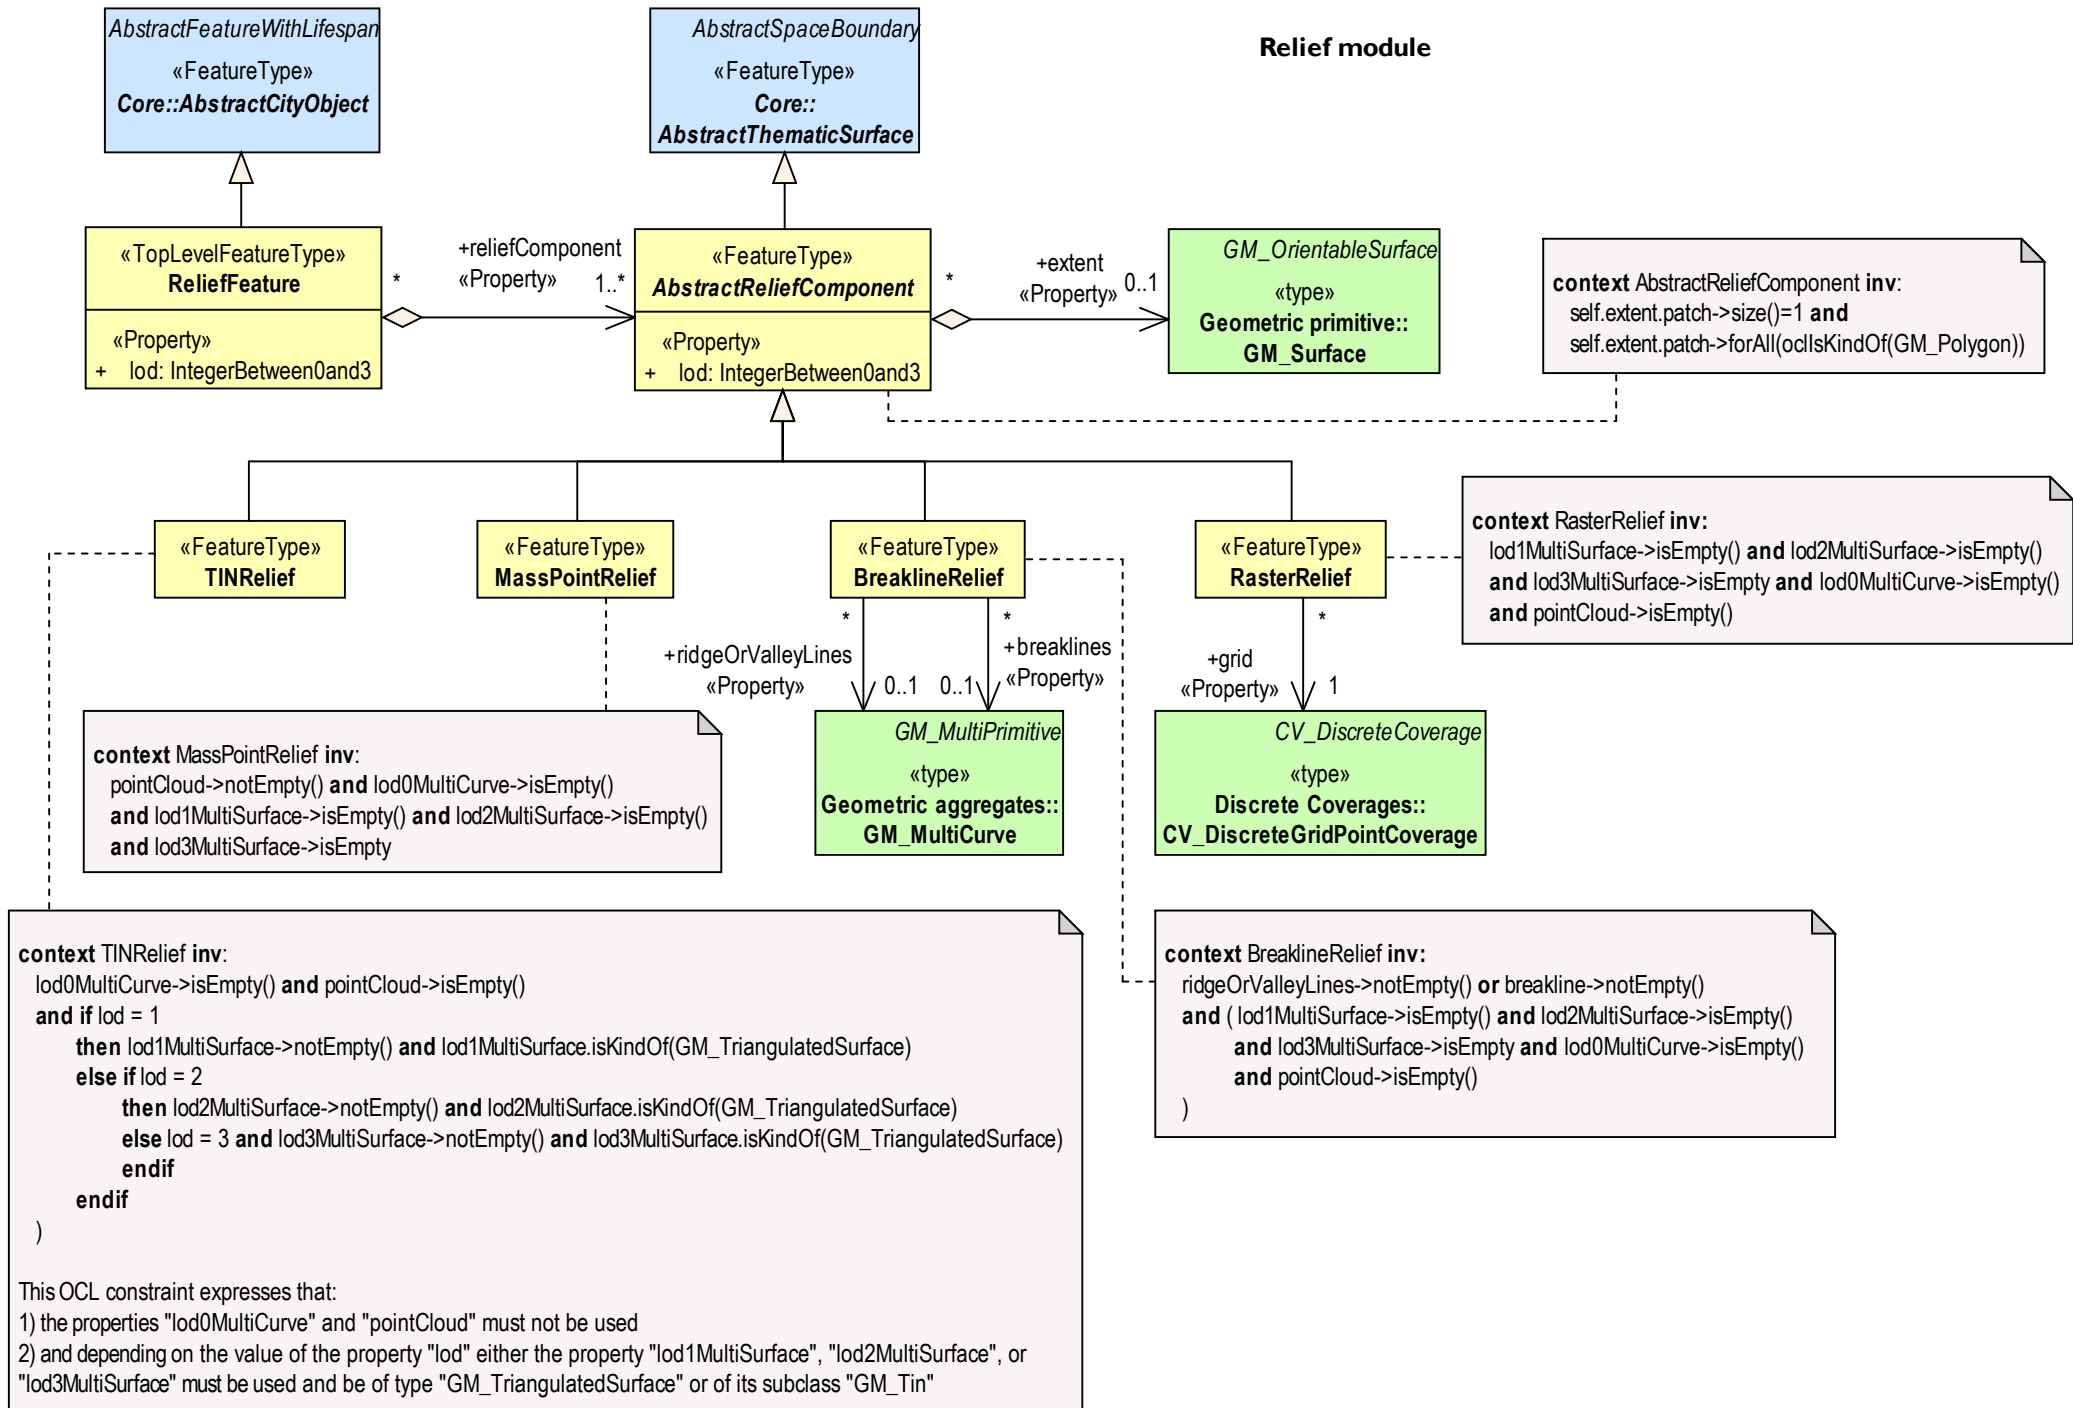 Relief module
AbstractFeatureWithLifespan
«FeatureType»
Core::AbstractCityObject
AbstractSpaceBoundary
«FeatureType»
Core::
AbstractThematicSurface
«TopLevelFeatureType»
ReliefFeature
«Property»
+ lod: IntegerBetween0and3
*
+reliefComponent
«Property»
1..*
«FeatureType»
AbstractReliefComponent
«Property»
+ lod: IntegerBetween0and3
*
+extent
«Property»
0..1
GM_OrientableSurface
«type»
Geometric primitive::
GM_Surface
context AbstractReliefComponent inv:
self.extent.patch->size()=1 and
self.extent.patch->forAll(oclIsKindOf(GM_Polygon))
«FeatureType»
TINRelief
«FeatureType»
MassPointRelief
«FeatureType»
BreaklineRelief
«FeatureType»
RasterRelief
context RasterRelief inv:
lod1MultiSurface->isEmpty() and lod2MultiSurface->isEmpty()
and lod3MultiSurface->isEmpty and lod0MultiCurve->isEmpty()
and pointCloud->isEmpty()
*
+ridgeOrValleyLines
«Property»
0..1
*
+breaklines
«Property»
0..1
*
+grid
«Property»
1
context MassPointRelief inv:
pointCloud->notEmpty() and lod0MultiCurve->isEmpty()
and lod1MultiSurface->isEmpty() and lod2MultiSurface->isEmpty()
and lod3MultiSurface->isEmpty
GM_MultiPrimitive
«type»
Geometric aggregates::
GM_MultiCurve
CV_DiscreteCoverage
«type»
Discrete Coverages::
CV_DiscreteGridPointCoverage
context TINRelief inv:
lod0MultiCurve->isEmpty() and pointCloud->isEmpty()
and if lod = 1
then lod1MultiSurface->notEmpty() and lod1MultiSurface.isKindOf(GM_TriangulatedSurface)
else if lod = 2
then lod2MultiSurface->notEmpty() and lod2MultiSurface.isKindOf(GM_TriangulatedSurface)
else lod = 3 and lod3MultiSurface->notEmpty() and lod3MultiSurface.isKindOf(GM_TriangulatedSurface)
endif
endif
)
This OCL constraint expresses that:
1) the properties "lod0MultiCurve" and "pointCloud" must not be used
2) and depending on the value of the property "lod" either the property "lod1MultiSurface", "lod2MultiSurface", or
"lod3MultiSurface" must be used and be of type "GM_TriangulatedSurface" or of its subclass "GM_Tin"
context BreaklineRelief inv:
ridgeOrValleyLines->notEmpty() or breakline->notEmpty()
and ( lod1MultiSurface->isEmpty() and lod2MultiSurface->isEmpty()
and lod3MultiSurface->isEmpty and lod0MultiCurve->isEmpty()
and pointCloud->isEmpty()
)